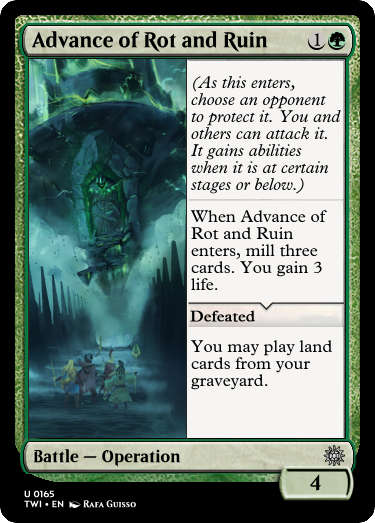 Advance of Rot and Ruin 1
(As this enters,
choose an opponent
to protect it. You and
others can attack it.
It gains abilities
when it is at certain
stages or below.)
When Advance of
Rot and Ruin
enters, mill three
cards. You gain 3
life.
Defeated
You may play land
cards from your
graveyard.
Battle — Operation
4
U 0165
TWI • EN Rafa Guisso